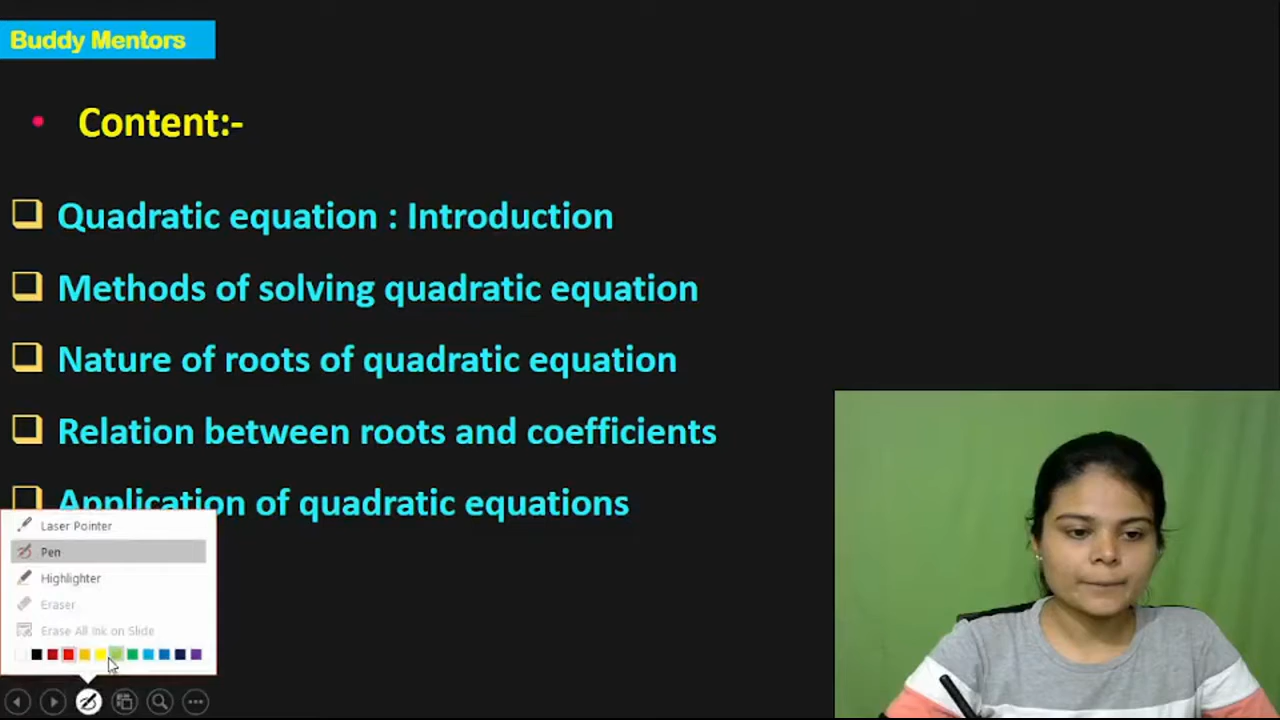 Buddy Mentors
• Content:-
Quadratic equation : Introduction
Methods of solving quadratic equation
Nature of roots of quadratic equation
Relation between roots and coefficients
Application of quadratic equations
Laser Pointer
Pen
Highlighter
Eraser
Erase All Ink on Slide